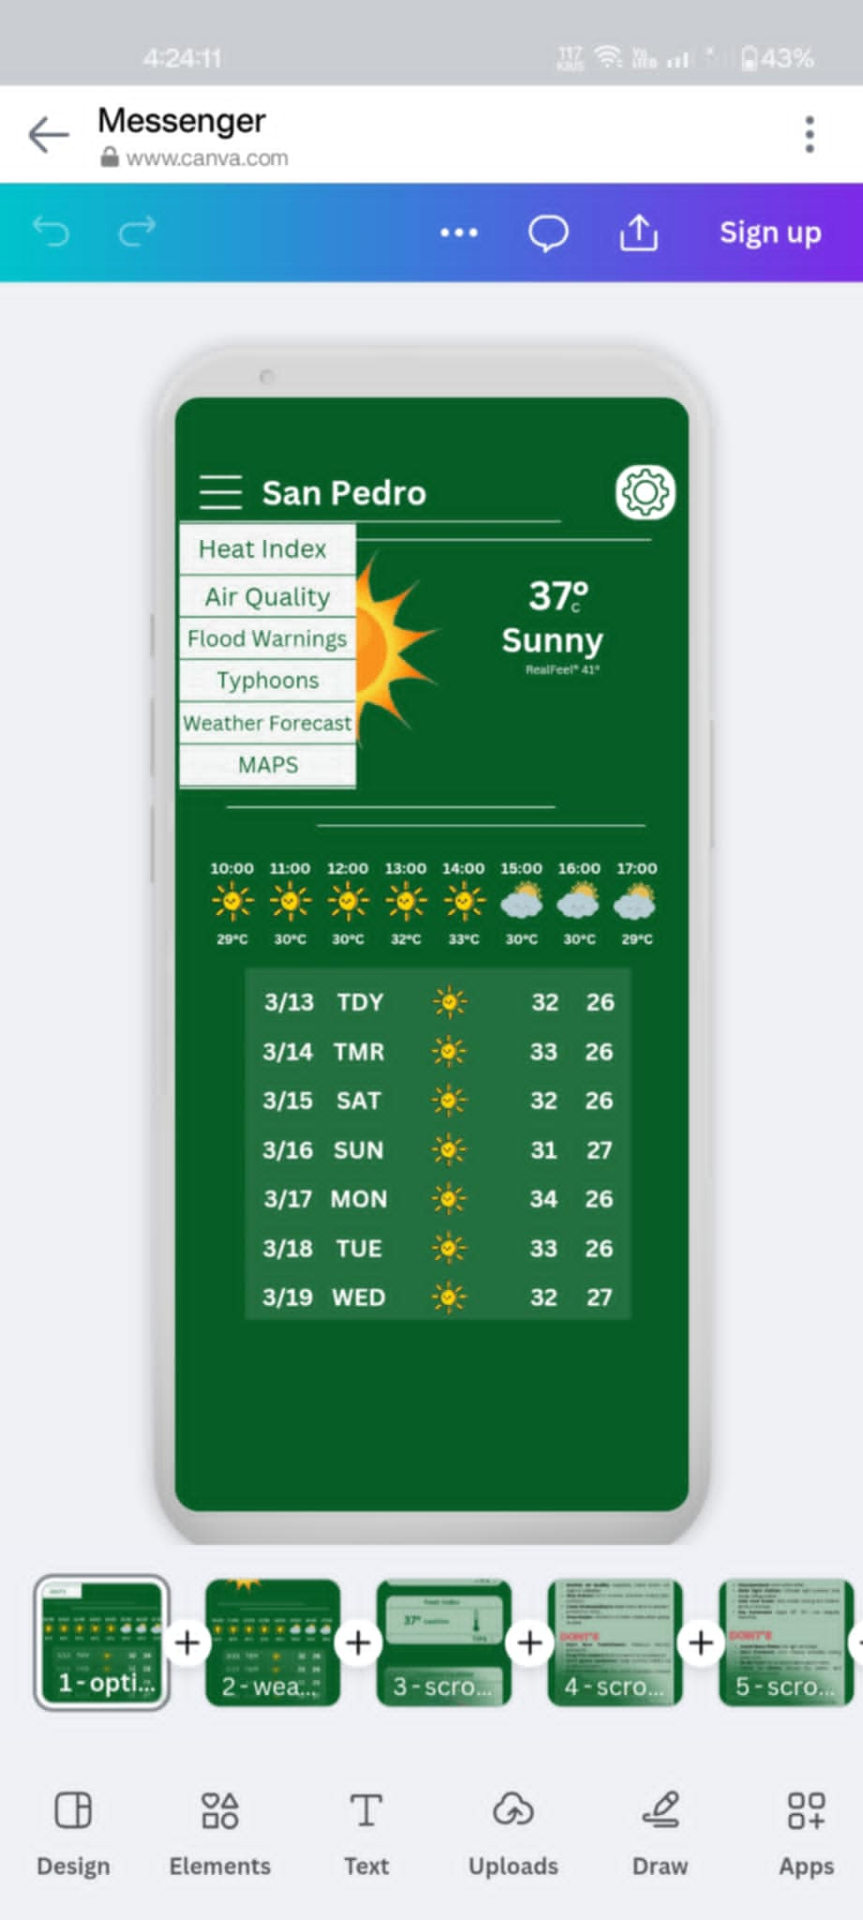 4:24:11
117
43%
Messenger
www.canva.com
Sign up
San Pedro
Heat Index
Air Quality
Flood Warnings
Typhoons
Weather Forecast
MAPS
37°
C
Sunny
RealFeel® 41°
10:00 11:00 12:00 13:00 14:00 15:00 16:00 17:00
29°C 30°C 30°C 32°C 33°C 30°C 30°C 29°C
3/13 TDY 32 26
3/14 TMR 33 26
3/15 SAT 32 26
3/16 SUN 31 27
3/17 MON 34 26
3/18 TUE 33 26
3/19 WED 32 27
Heat Index
37°
DON'T'S
DON'T'S
1 - opti... 2 - wea... 3 - scro... 4 - scro... 5 - scro...
Design Elements Text Uploads Draw Apps